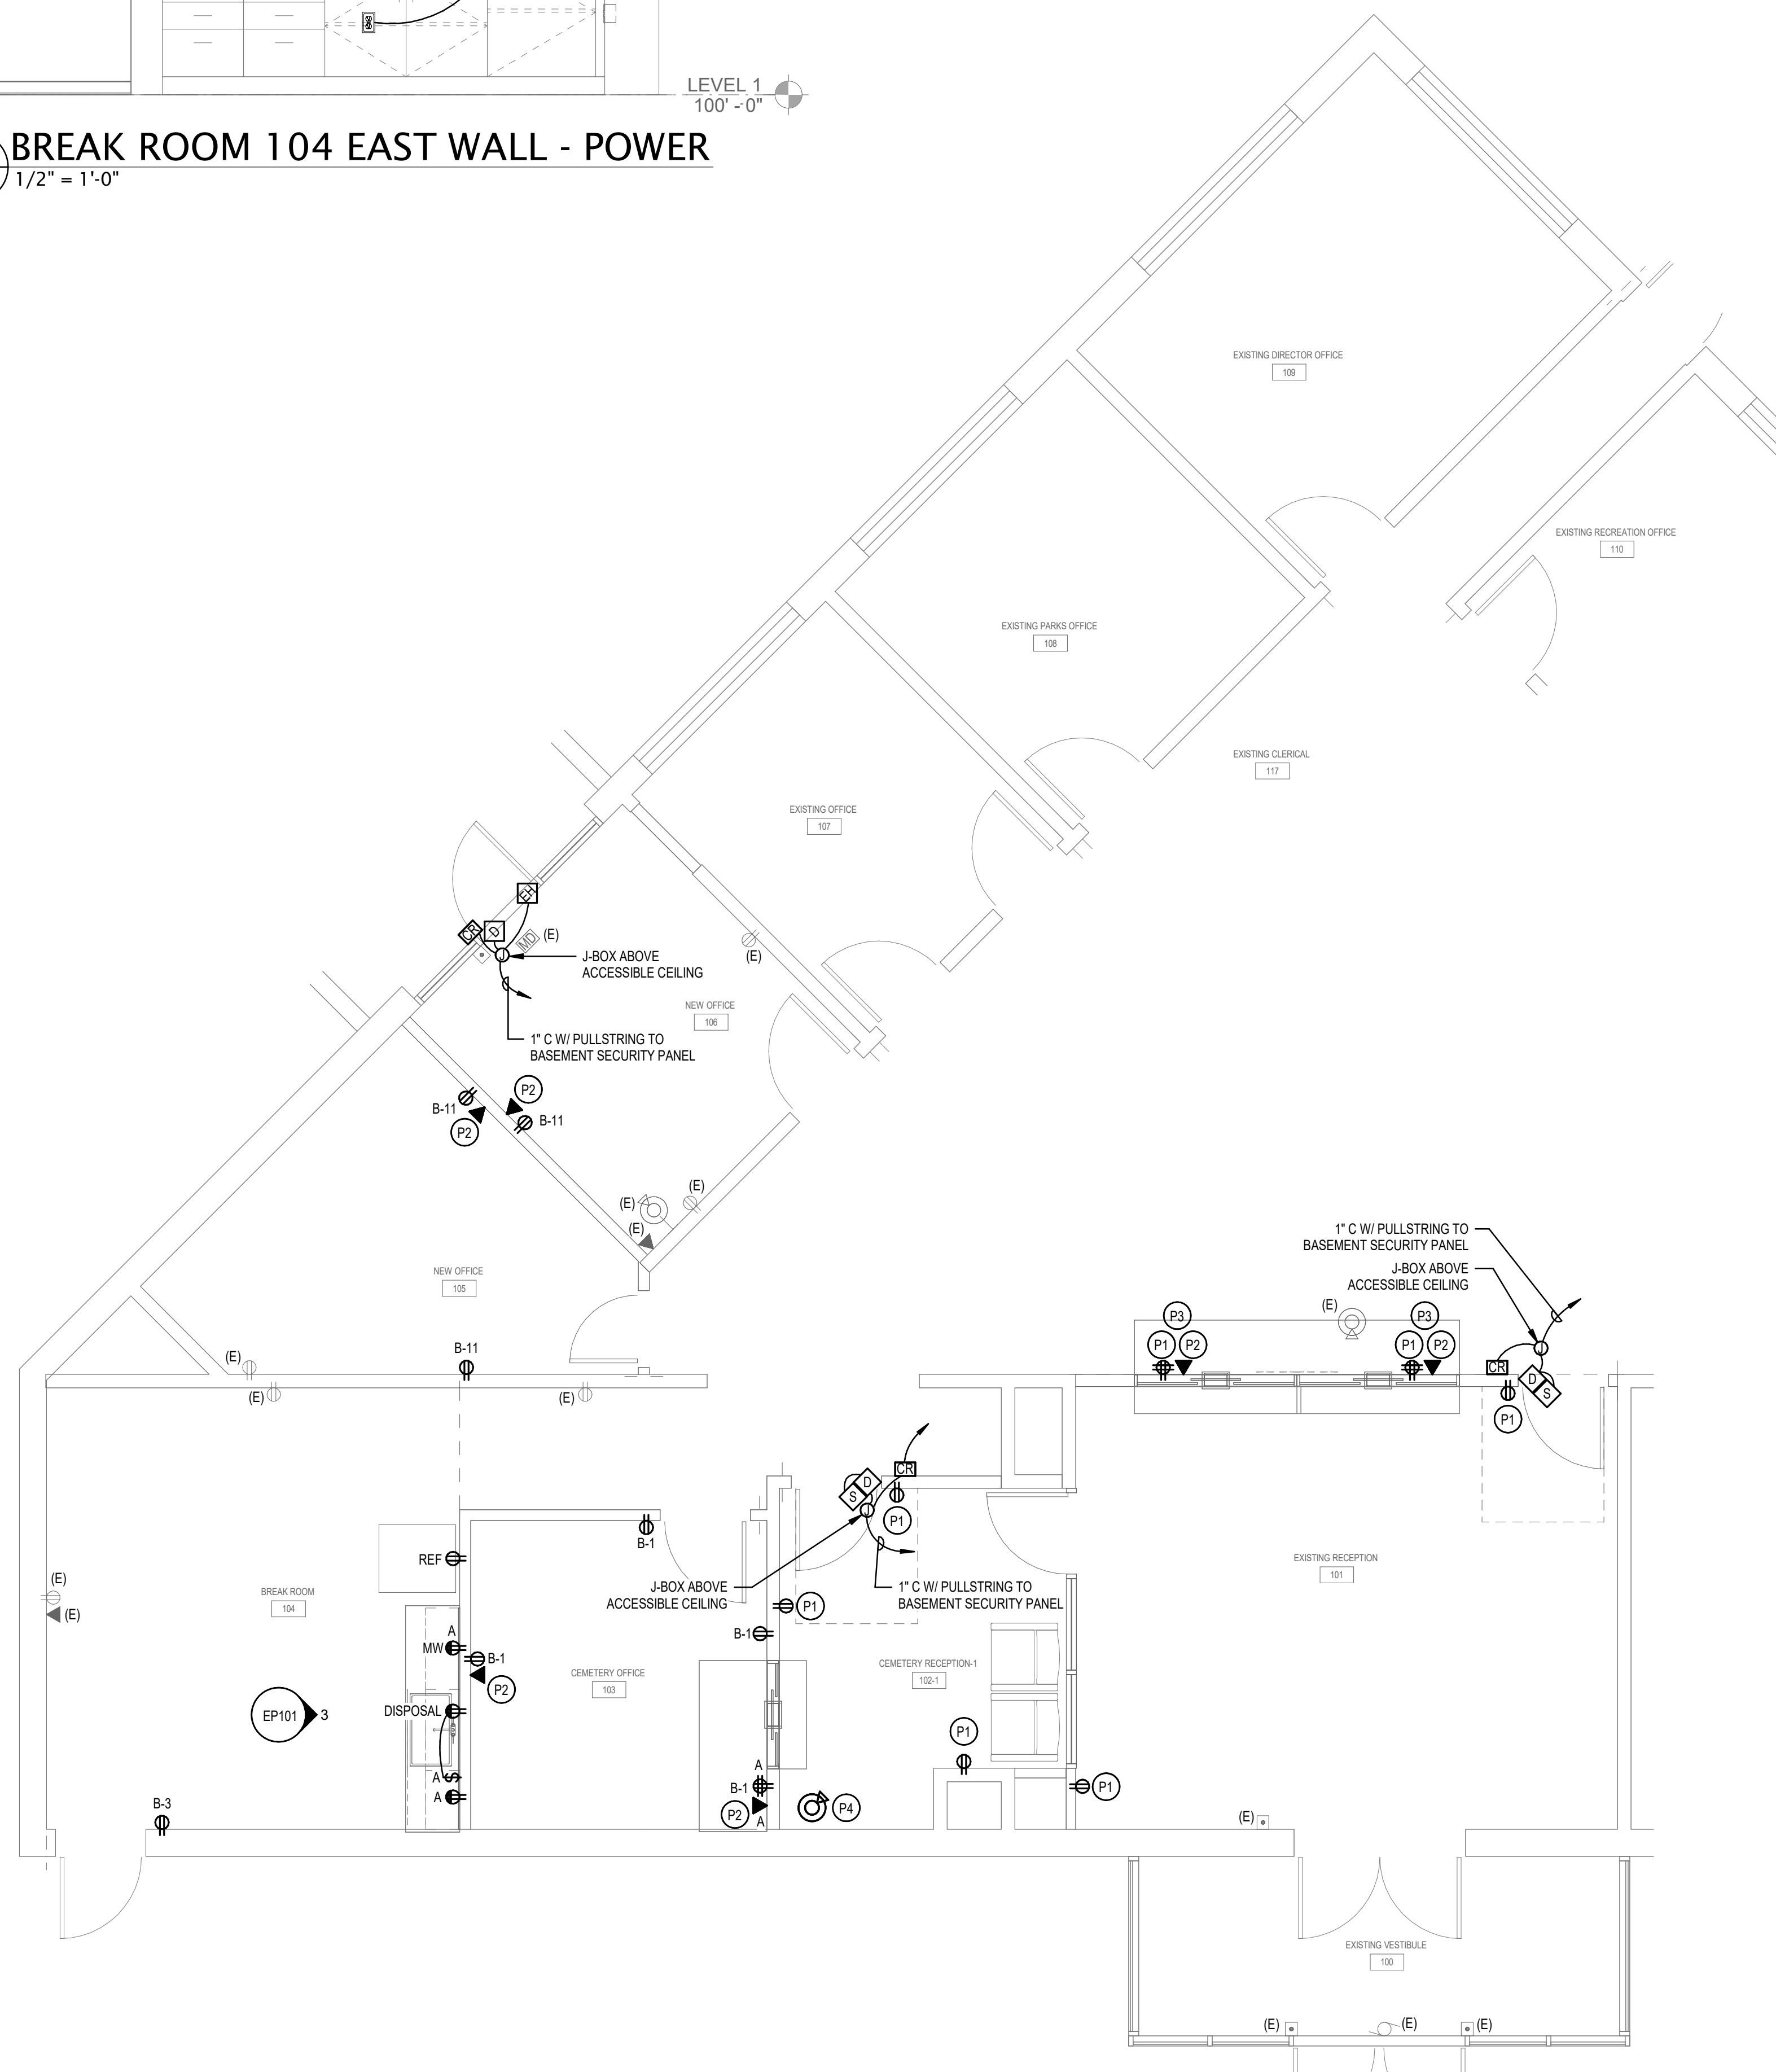 LEVEL 1
100' - 0"
BREAK ROOM 104 EAST WALL - POWER
1/2" = 1'-0"
EXISTING DIRECTOR OFFICE
109
EXISTING RECREATION OFFICE
110
EXISTING PARKS OFFICE
108
EXISTING CLERICAL
117
EXISTING OFFICE
107
EH
CR
D
MD
(E)
J
J-BOX ABOVE
ACCESSIBLE CEILING
(E)
NEW OFFICE
106
1" C W/ PULLSTRING TO
BASEMENT SECURITY PANEL
P2
B-11
B-11
P2
(E)
(E)
(E)
NEW OFFICE
105
1" C W/ PULLSTRING TO
BASEMENT SECURITY PANEL
J-BOX ABOVE
ACCESSIBLE CEILING
(E)
P3
P3
P1
P2
P1
P2
J
CR
D
S
P1
(E)
B-11
(E)
(E)
CR
D
S
J
P1
B-1
REF
J-BOX ABOVE
ACCESSIBLE CEILING
1" C W/ PULLSTRING TO
BASEMENT SECURITY PANEL
EXISTING RECEPTION
101
(E)
(E)
BREAK ROOM
104
P1
B-1
A
MW
B-1
P2
CEMETERY OFFICE
103
CEMETERY RECEPTION-1
102-1
EP101
3
DISPOSAL
P1
A
S
A
A
B-1
P2
A
P4
P1
B-3
(E)
EXISTING VESTIBULE
100
(E)
(E)
(E)